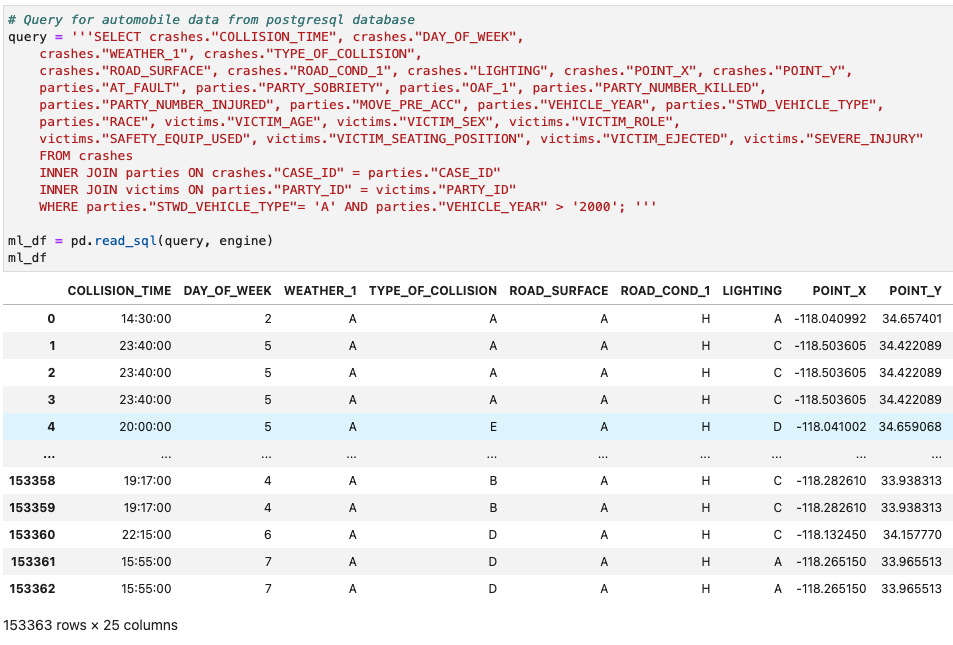 # Query for automobile data from postgresql database
query = '''SELECT crashes."COLLISION_TIME", crashes."DAY_OF_WEEK",
    crashes."WEATHER_1", crashes."TYPE_OF_COLLISION",
    crashes."ROAD_SURFACE", crashes."ROAD_COND_1", crashes."LIGHTING", crashes."POINT_X", crashes."POINT_Y",
    parties."AT_FAULT", parties."PARTY_SOBRIETY", parties."OAF_1", parties."PARTY_NUMBER_KILLED",
    parties."PARTY_NUMBER_INJURED", parties."MOVE_PRE_ACC", parties."VEHICLE_YEAR", parties."STWD_VEHICLE_TYPE",
    parties."RACE", victims."VICTIM_AGE", victims."VICTIM_SEX", victims."VICTIM_ROLE",
    victims."SAFETY_EQUIP_USED", victims."VICTIM_SEATING_POSITION", victims."VICTIM_EJECTED", victims."SEVERE_INJURY"
    FROM crashes
    INNER JOIN parties ON crashes."CASE_ID" = parties."CASE_ID"
    INNER JOIN victims ON parties."PARTY_ID" = victims."PARTY_ID"
    WHERE parties."STWD_VEHICLE_TYPE"= 'A' AND parties."VEHICLE_YEAR" > '2000'; '''
ml_df = pd.read_sql(query, engine)
ml_df
COLLISION_TIME DAY_OF_WEEK WEATHER_1 TYPE_OF_COLLISION ROAD_SURFACE ROAD_COND_1 LIGHTING POINT_X POINT_Y
0 14:30:00 2 A A A H A -118.040992 34.657401
1 23:40:00 5 A A A H C -118.503605 34.422089
2 23:40:00 5 A A A H C -118.503605 34.422089
3 23:40:00 5 A A A H C -118.503605 34.422089
4 20:00:00 5 A E A H D -118.041002 34.659068
... ... ... ... ... ... ... ... ... ...
153358 19:17:00 4 A B A H C -118.282610 33.938313
153359 19:17:00 4 A B A H C -118.282610 33.938313
153360 22:15:00 6 A D A H C -118.132450 34.157770
153361 15:55:00 7 A D A H A -118.265150 33.965513
153362 15:55:00 7 A D A H A -118.265150 33.965513
153363 rows × 25 columns